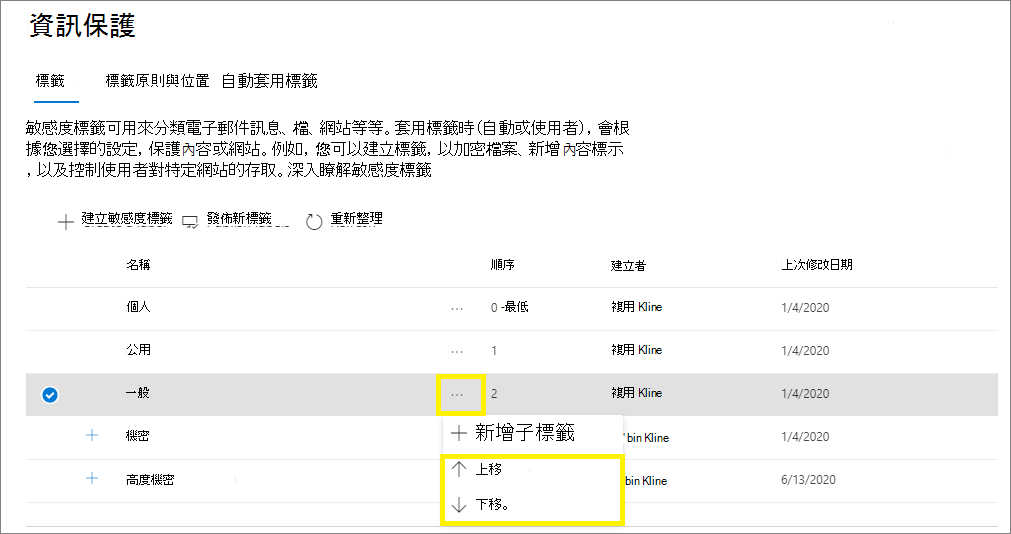 資訊保護
標籤 標籤原則與位置 自動套用標籤
敏感度標籤可用來分類電子郵件訊息、檔、網站等等。套用標籤時(自動或使用者), 會根
據您選擇的設定, 保護內容或網站。例如, 您可以建立標籤, 以加密檔案、新增內容標示
, 以及控制使用者對特定網站的存取。深入瞭解敏感度標籤
建立敏感度標籤 發佈新標籤 重新整理
名稱 順序 建立者 上次修改日期
個人 ... 0 -最低 複用 Kline 1/4/2020
公用 ... 1 複用 Kline 1/4/2020
一般 ... 2 複用 Kline 1/4/2020
+ 機密 bin Kline 1/4/2020
+ 高度機密 bin Kline 6/13/2020
+ 新增子標籤
↑ 上移
↓ 下移。